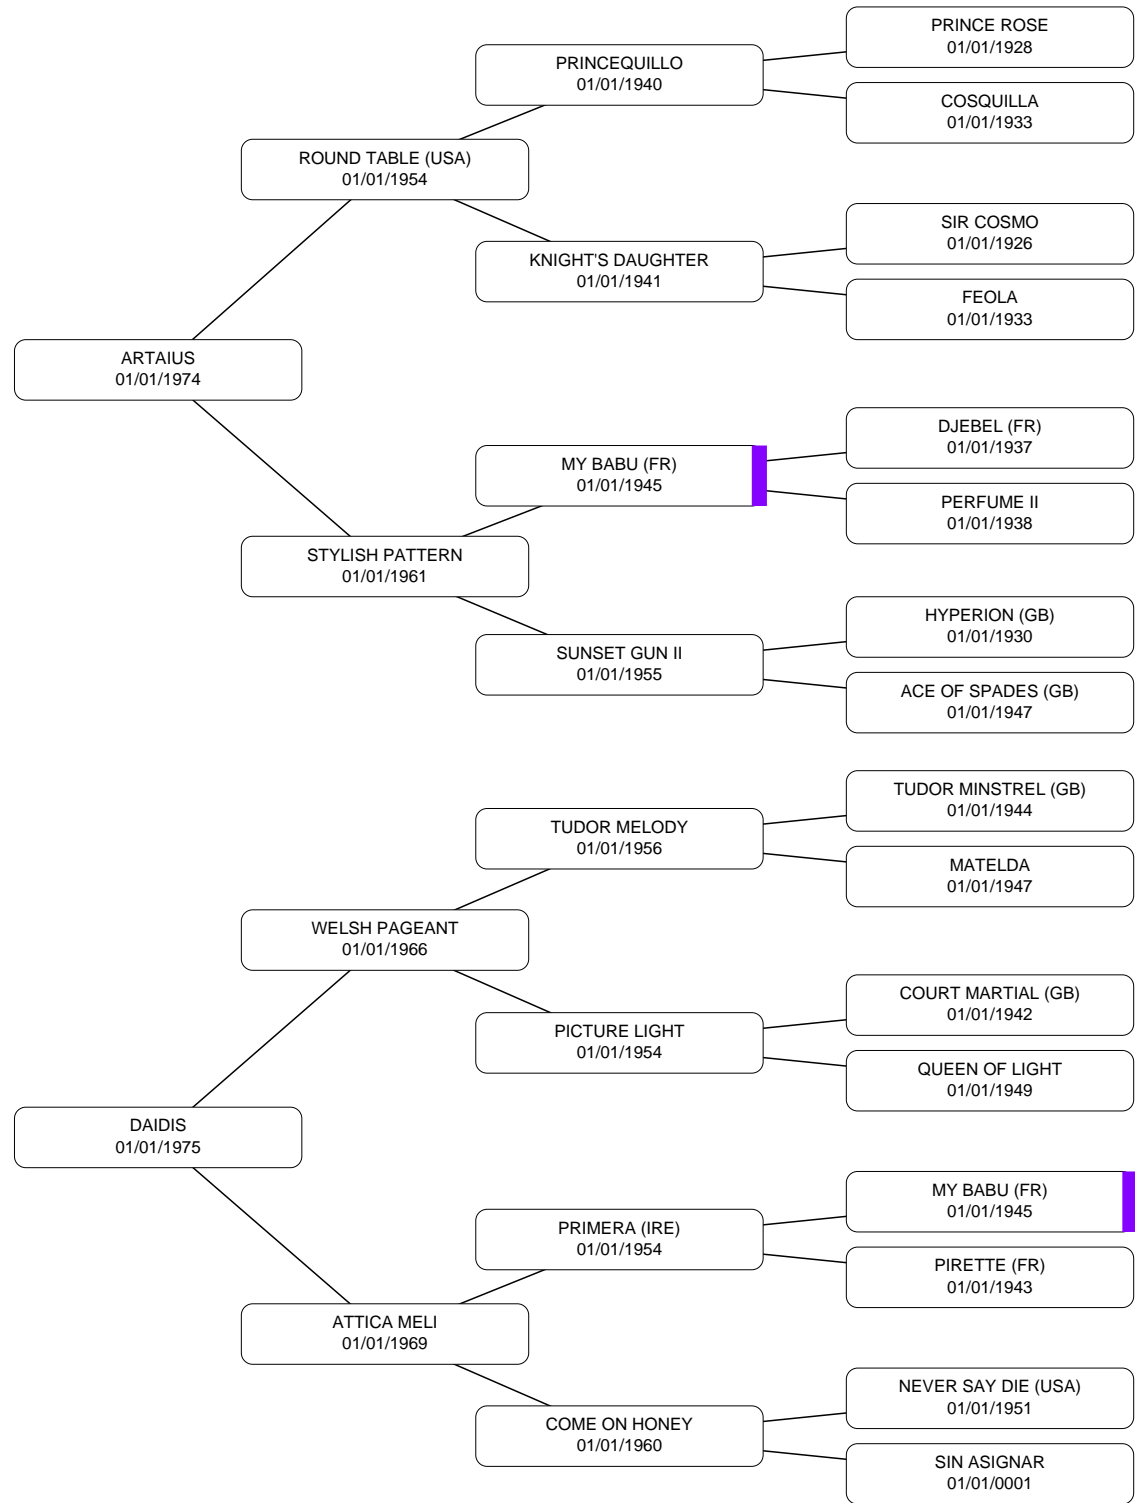 PRINCE ROSE
01/01/1928
PRINCEQUILLO
01/01/1940
COSQUILLA
01/01/1933
ROUND TABLE (USA)
01/01/1954
SIR COSMO
01/01/1926
KNIGHT'S DAUGHTER
01/01/1941
FEOLA
01/01/1933
ARTAIUS
01/01/1974
DJEBEL (FR)
01/01/1937
MY BABU (FR)
01/01/1945
PERFUME II
01/01/1938
STYLISH PATTERN
01/01/1961
HYPERION (GB)
01/01/1930
SUNSET GUN II
01/01/1955
ACE OF SPADES (GB)
01/01/1947
TUDOR MINSTREL (GB)
01/01/1944
TUDOR MELODY
01/01/1956
MATELDA
01/01/1947
WELSH PAGEANT
01/01/1966
COURT MARTIAL (GB)
01/01/1942
PICTURE LIGHT
01/01/1954
QUEEN OF LIGHT
01/01/1949
DAIDIS
01/01/1975
MY BABU (FR)
01/01/1945
PRIMERA (IRE)
01/01/1954
PIRETTE (FR)
01/01/1943
ATTICA MELI
01/01/1969
NEVER SAY DIE (USA)
01/01/1951
COME ON HONEY
01/01/1960
SIN ASIGNAR
01/01/0001